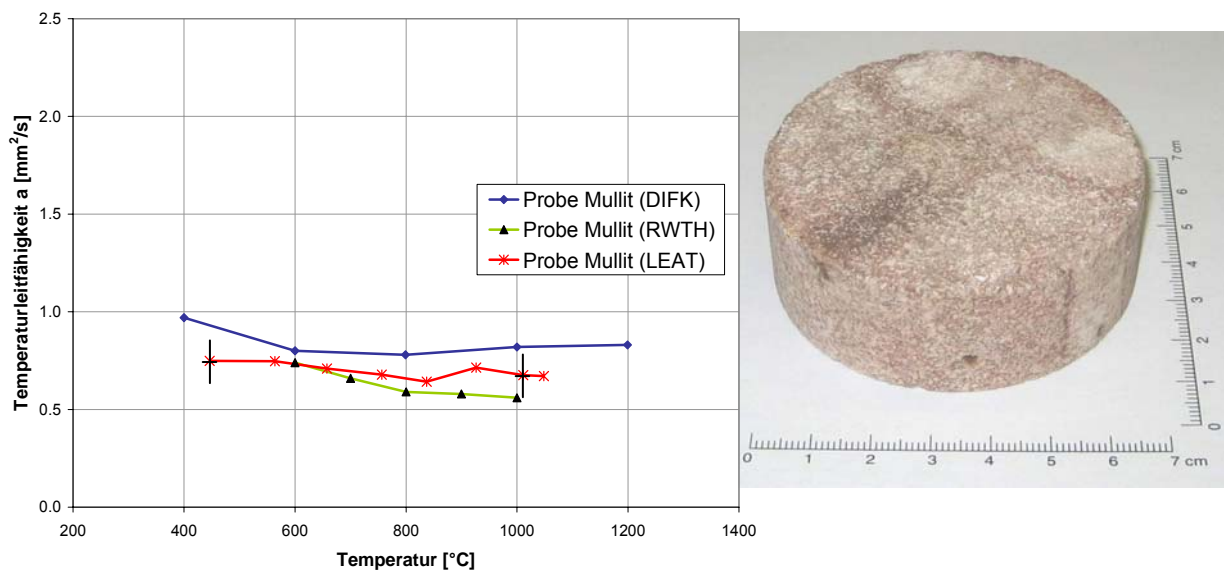 Temperaturleitfähigkeit a [mm²/s]
2.5
2.0
1.5
1.0
0.5
0.0
200 400 600 800 1000 1200 1400
Temperatur [°C]
Probe Mullit (DIFK)
Probe Mullit (RWTH)
Probe Mullit (LEAT)
7 cm
6
5
4
3
2
1
0
0 1 2 3 4 5 6 7 cm